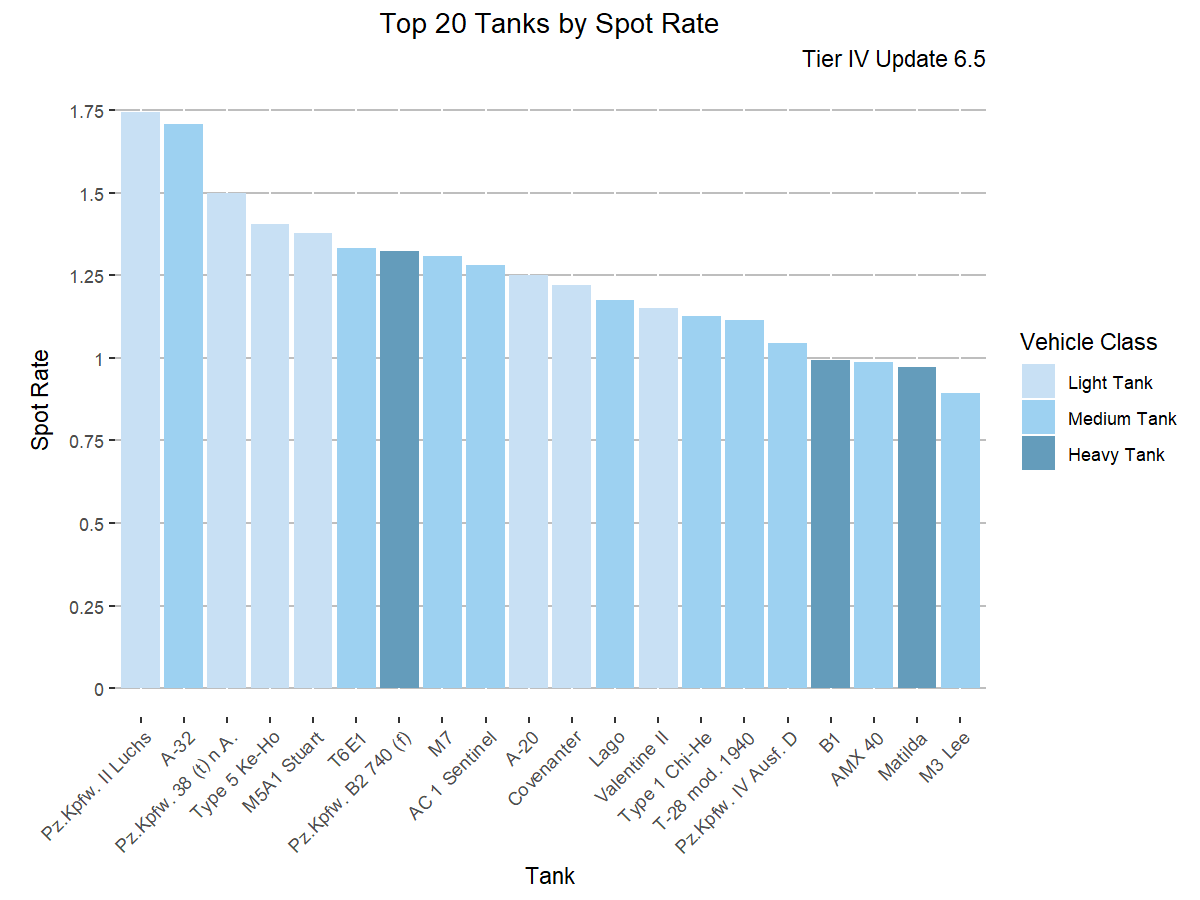 Top 20 Tanks by Spot Rate
Tier IV Update 6.5
1.75
1.5
1.25
1
0.75
0.5
0.25
0
Spot Rate
Pz.Kpfw. II Luchs
A-32
Pz.Kpfw. 38 (t) n.A.
Type 5 Ke-Ho
M5A1 Stuart
T6E1
Pz.Kpfw. B2 740 (f)
M7
AC 1 Sentinel
A-20
Covenanter
Lago
Valentine II
Type 1 Chi-He
T-28 mod. 1940
Pz.Kpfw. IV Ausf. D
B1
AMX 40
Matilda
M3 Lee
Tank
Vehicle Class
Light Tank
Medium Tank
Heavy Tank